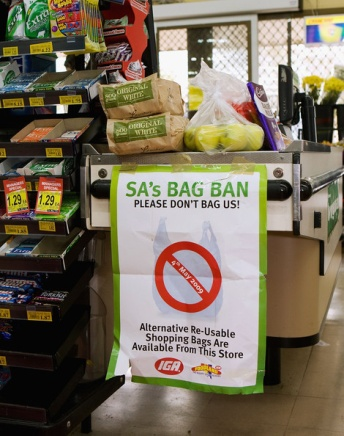 Extra
ORIGINAL
WHITE
ORIGINAL
WHITE
1.29
1.29
SA's BAG BAN
PLEASE DON'T BAG US!
4th May 2009
Alternative Re-Usable
Shopping Bags Are
Available From This Store
IGA